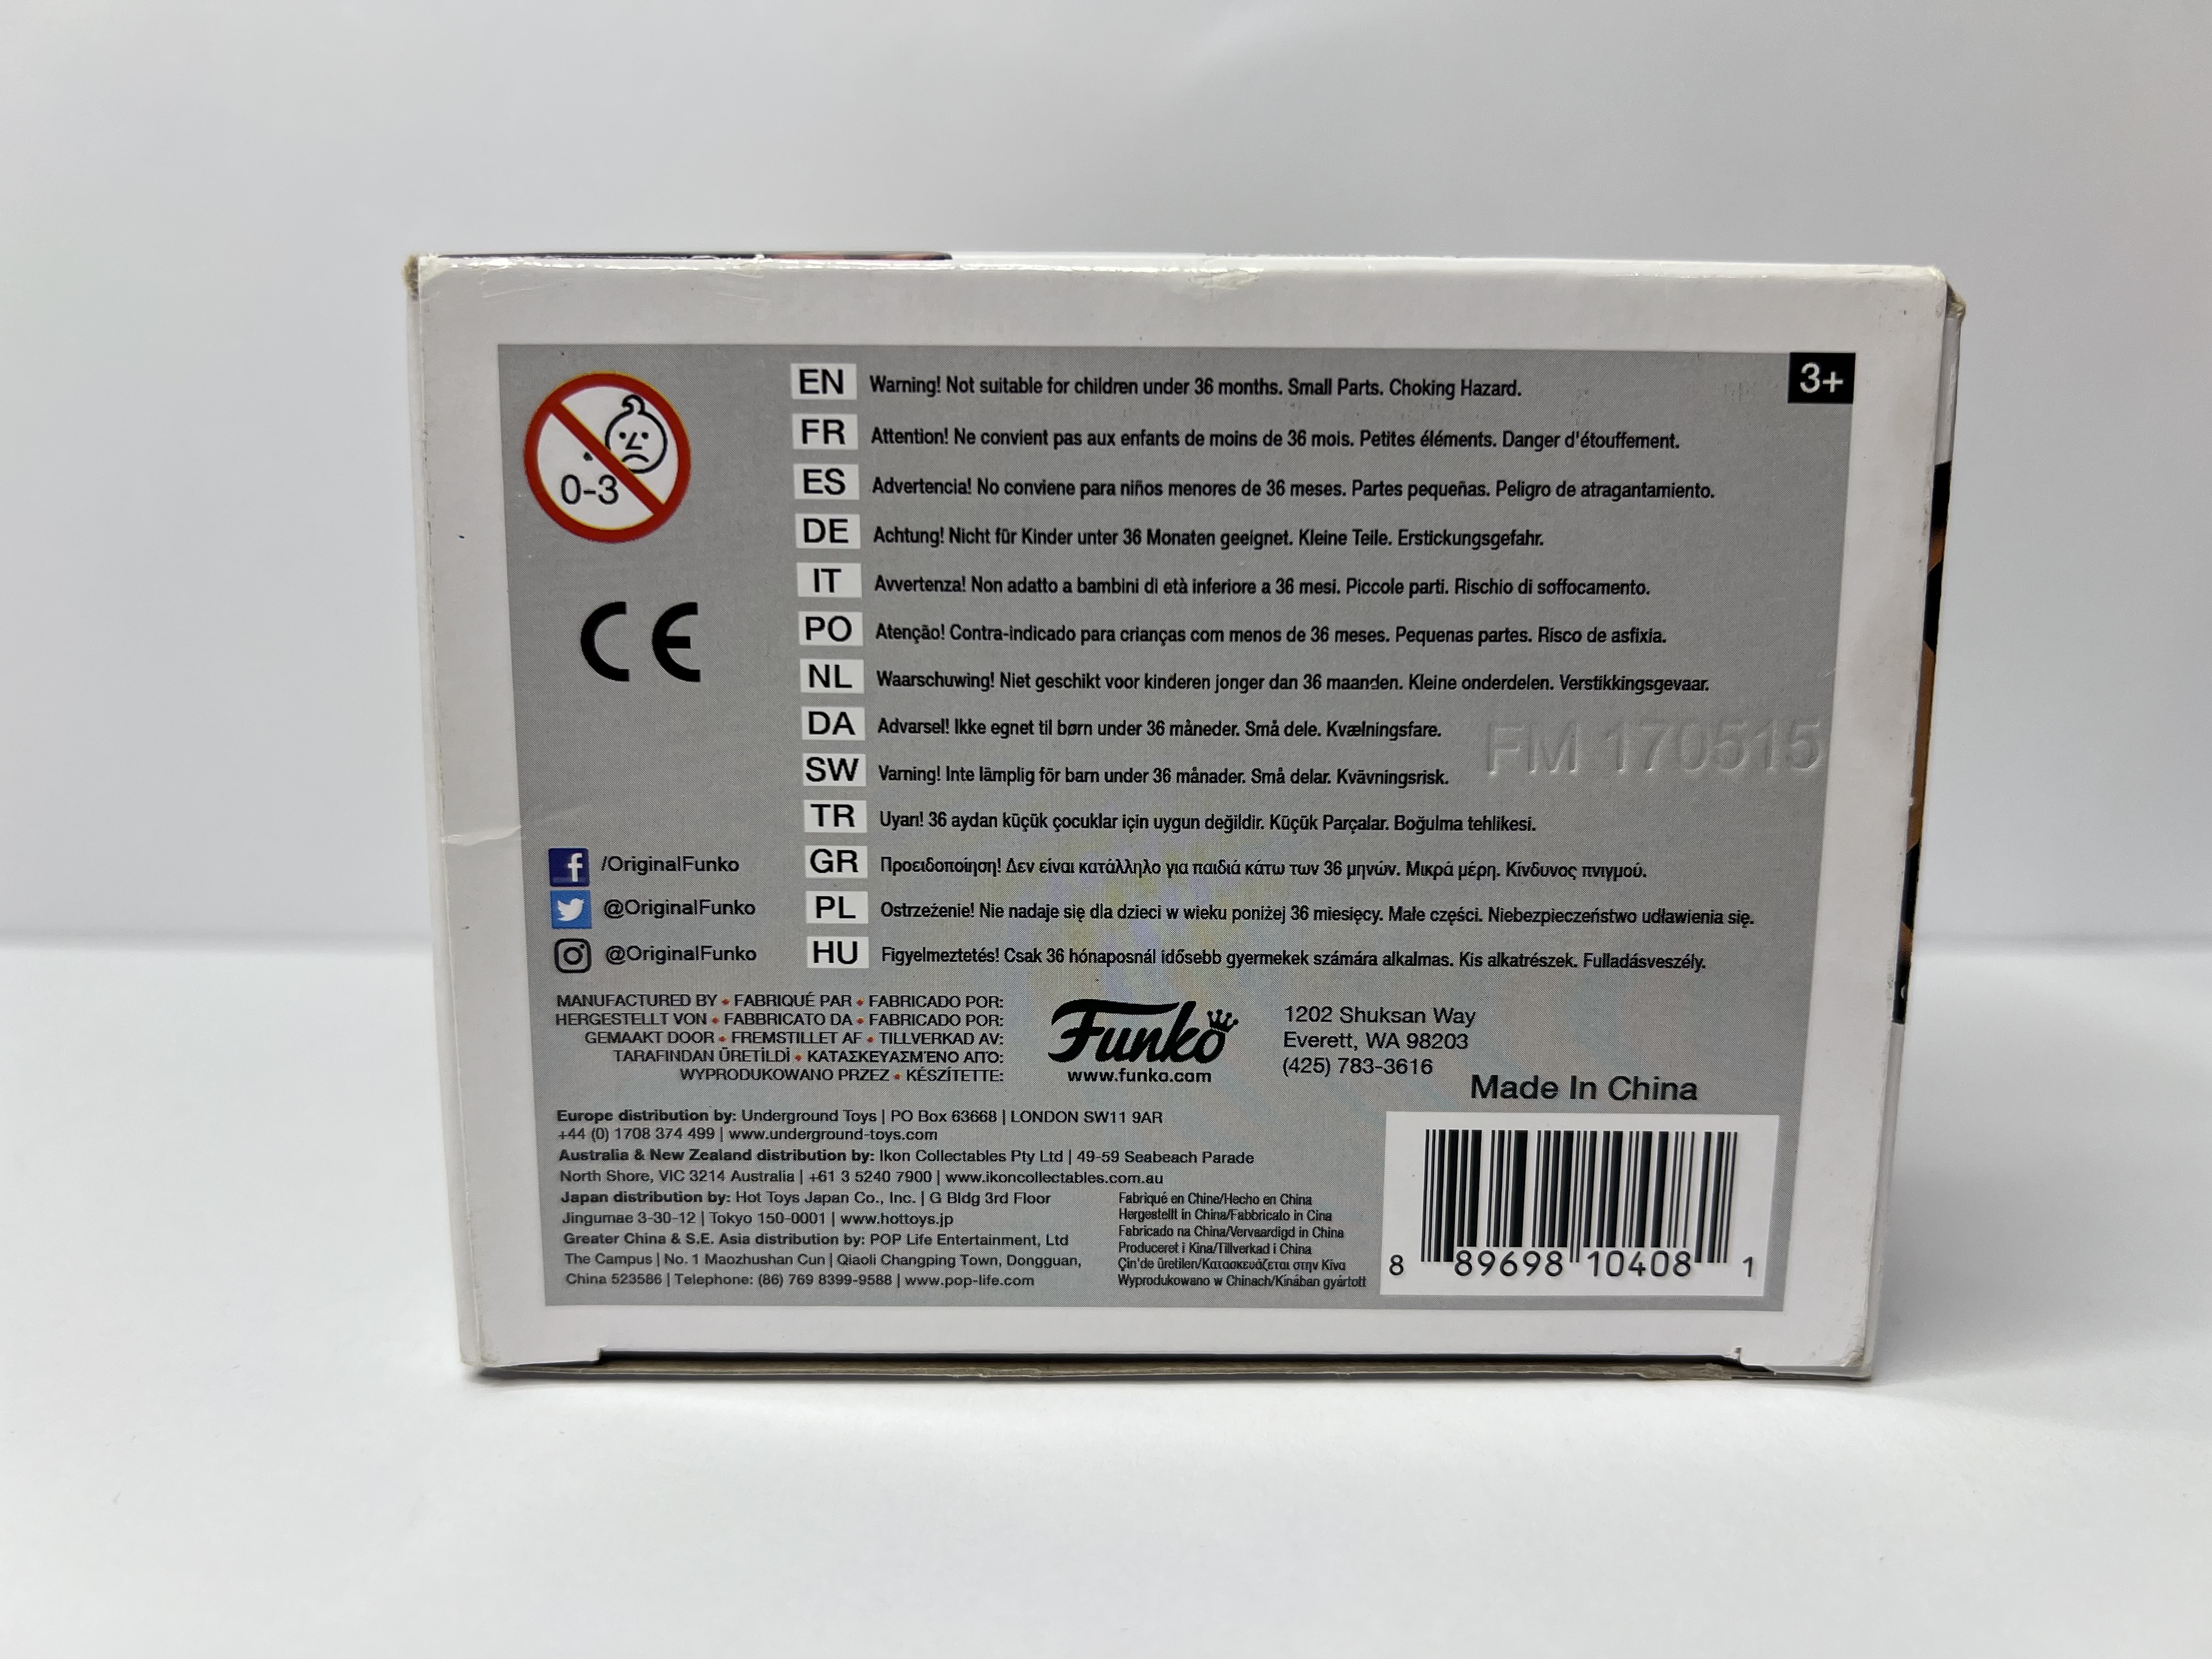 0-3
CE
3+
EN Warning! Not suitable for children under 36 months. Small Parts. Choking Hazard.
FR Attention! Ne convient pas aux enfants de moins de 36 mois. Petites éléments. Danger d'étouffement.
ES Advertencia! No conviene para niños menores de 36 meses. Partes pequeñas. Peligro de atragantamiento.
DE Achtung! Nicht für Kinder unter 36 Monaten geeignet. Kleine Teile. Erstickungsgefahr.
IT Avvertenza! Non adatto a bambini di età inferiore a 36 mesi. Piccole parti. Rischio di soffocamento.
PO Atenção! Contra-indicado para crianças com menos de 36 meses. Pequenas partes. Risco de asfixia.
NL Waarschuwing! Niet geschikt voor kinderen jonger dan 36 maanden. Kleine onderdelen. Verstikkingsgevaar.
DA Advarsel! Ikke egnet til børn under 36 måneder. Små dele. Kvælningsfare.
FM 170515
SW Varning! Inte lämplig för barn under 36 månader. Små delar. Kvävningsrisk.
TR Uyarı! 36 aydan küçük çocuklar için uygun değildir. Küçük Parçalar. Boğulma tehlikesi.
GR Προειδοποίηση! Δεν είναι κατάλληλο για παιδιά κάτω των 36 μηνών. Μικρά μέρη. Κίνδυνος πνιγμού.
PL Ostrzeżenie! Nie nadaje się dla dzieci w wieku poniżej 36 miesięcy. Małe części. Niebezpieczeństwo udławienia się.
HU Figyelmeztetés! Csak 36 hónaposnál idősebb gyermekek számára alkalmas. Kis alkatrészek. Fulladásveszély.
/OriginalFunko
@OriginalFunko
@OriginalFunko
MANUFACTURED BY • FABRIQUÉ PAR • FABRICADO POR:
HERGESTELLT VON • FABBRICATO DA • FABRICADO POR:
GEMAAKT DOOR • FREMSTILLET AF • TILLVERKAD AV:
TARAFINDAN ÜRETİLDİ • ΚΑΤΑΣΚΕΥΑΣΜΈΝΟ ΑΠΌ:
WYPRODUKOWANO PRZEZ • KÉSZÍTETTE:
Funko
www.funko.com
1202 Shuksan Way
Everett, WA 98203
(425) 783-3616
Made In China
Europe distribution by: Underground Toys | PO Box 63668 | LONDON SW11 9AR
+44 (0) 1708 374 499 | www.underground-toys.com
Australia & New Zealand distribution by: Ikon Collectables Pty Ltd | 49-59 Seabeach Parade
North Shore, VIC 3214 Australia | +61 3 5240 7900 | www.ikoncollectables.com.au
Japan distribution by: Hot Toys Japan Co., Inc. | G Bldg 3rd Floor
Jingumae 3-30-12 | Tokyo 150-0001 | www.hottoys.jp
Greater China & S.E. Asia distribution by: POP Life Entertainment, Ltd
The Campus | No. 1 Maozhushan Cun | Qiaoli Changping Town, Dongguan,
China 523586 | Telephone: (86) 769 8399-9588 | www.pop-life.com
Fabriqué en Chine/Hecho en China
Hergestellt in China/Fabbricato in Cina
Fabricado na China/Vervaardigd in China
Produceret i Kina/Tillverkad i China
Çin'de üretilen/Κατασκευάζεται στην Κίνα
Wyprodukowano w Chinach/Kínában gyártott
8 89698 10408 1